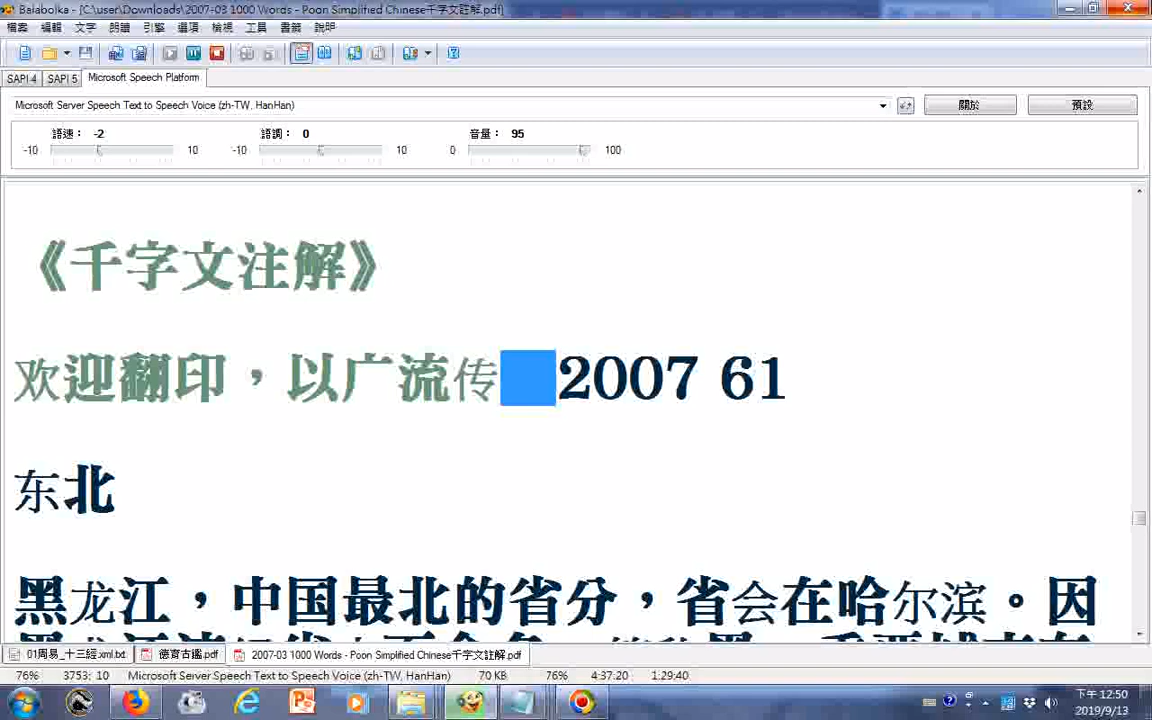 Balabolka - [C:\user\Downloads\2007-03 1000 Words - Poon Simplified Chinese千字文註解.pdf]
檔案 編輯 文字 朗讀 引擎 選項 檢視 工具 書籤 說明
SAPI 4 SAPI 5 Microsoft Speech Platform
Microsoft Server Speech Text to Speech Voice (zh-TW, HanHan) 關於 預設
語速： -2 語調： 0 音量： 95
-10 10 -10 10 0 100
《千字文注解》
欢迎翻印，以广流传 2007 61
东北
黑龙江，中国最北的省分，省会在哈尔滨。因
01周易_十三經.xml.txt 德育古鑑.pdf 2007-03 1000 Words - Poon Simplified Chinese千字文註解.pdf
76% 3753: 10 Microsoft Server Speech Text to Speech Voice (zh-TW, HanHan) 70 KB 76% 4:37:20 1:29:40
下午 12:50
2019/9/13